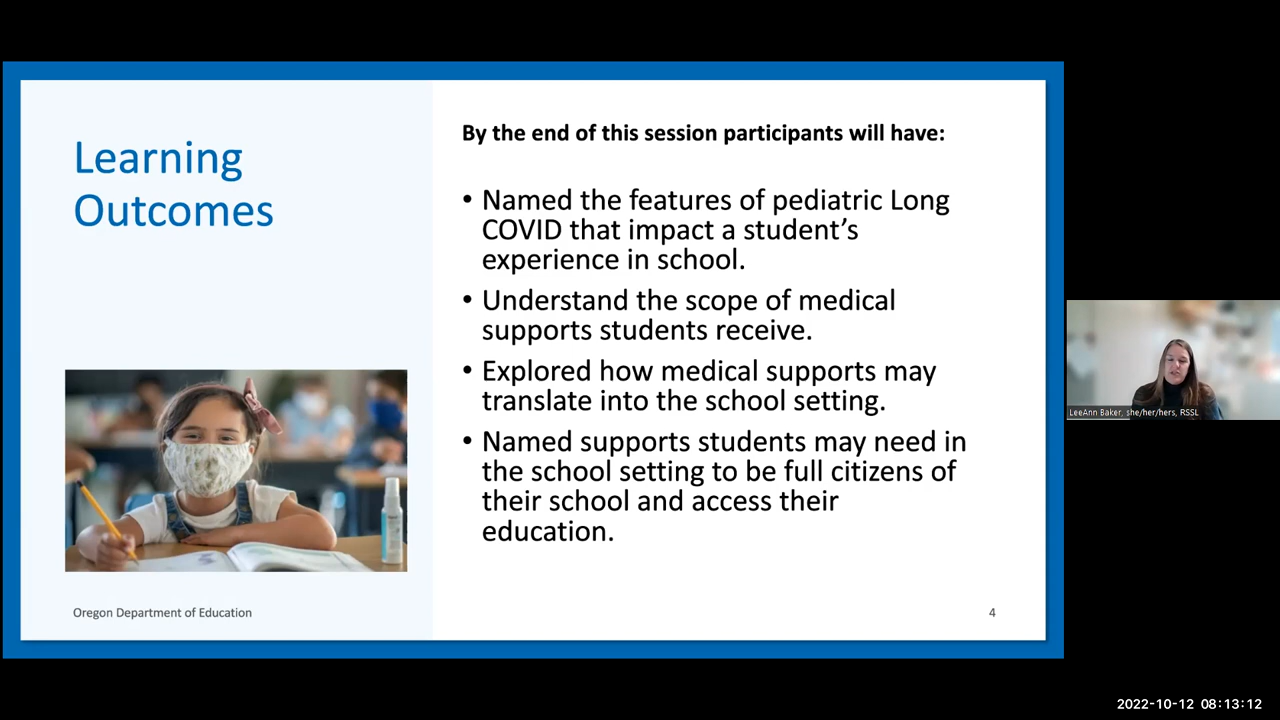 Learning
Outcomes
By the end of this session participants will have:
• Named the features of pediatric Long
COVID that impact a student’s
experience in school.
• Understand the scope of medical
supports students receive.
• Explored how medical supports may
translate into the school setting.
• Named supports students may need in
the school setting to be full citizens of
their school and access their
education.
Oregon Department of Education
4
LeeAnn Baker, she/her/hers, RSSL
2022-10-12 08:13:12